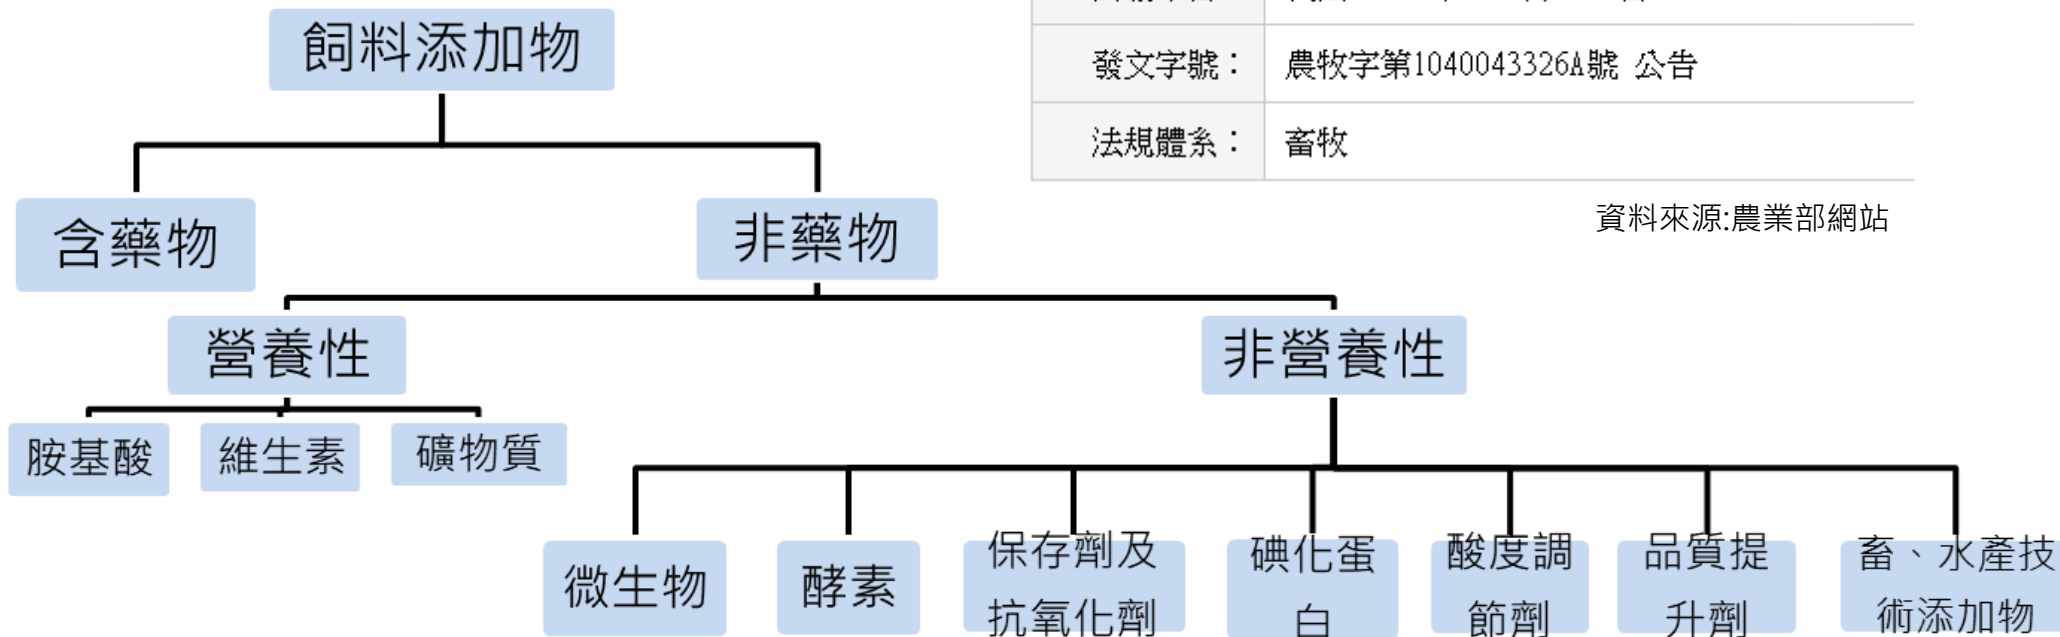 飼料添加物
發文字號： 農牧字第1040043326A號 公告
法規體系： 畜牧
資料來源:農業部網站
含藥物
非藥物
營養性
非營養性
胺基酸
維生素
礦物質
微生物
酵素
保存劑及
抗氧化劑
碘化蛋
白
酸度調
節劑
品質提
升劑
畜、水產技
術添加物